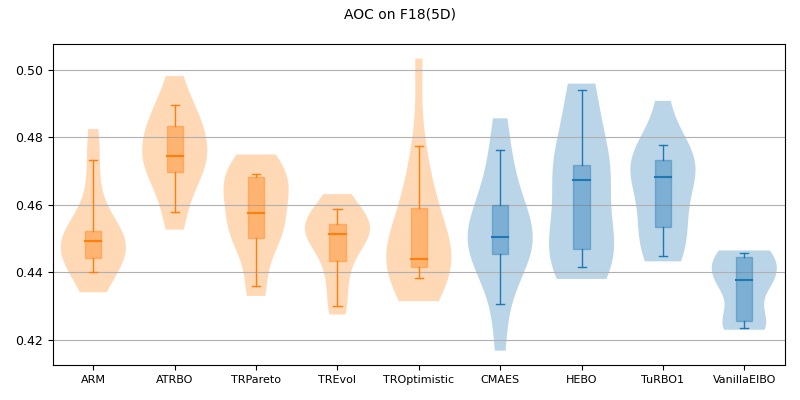 AOC on F18(5D)
0.50
0.48
0.46
0.44
0.42
ARM ATRBO TRPareto TREvol TROptimistic CMAES HEBO TuRBO1 VanillaEIBO